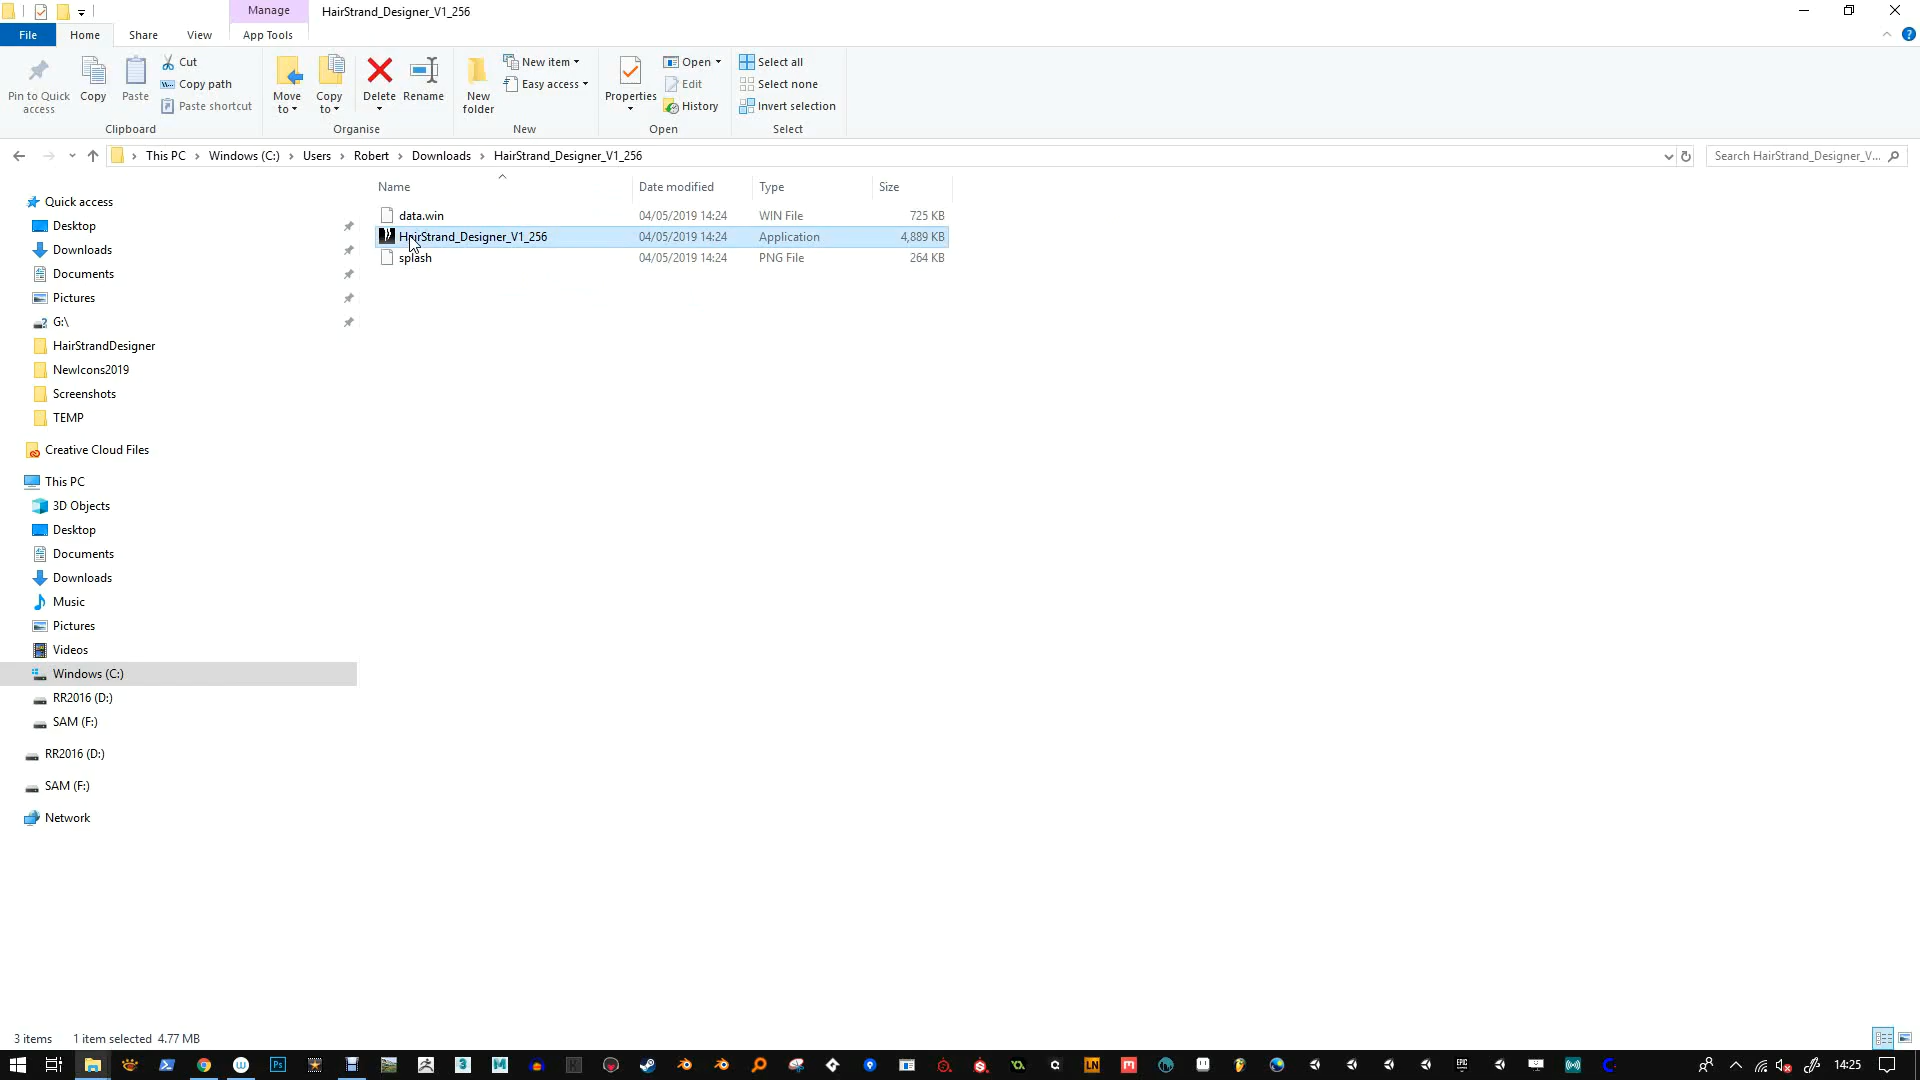 Manage HairStrand_Designer_V1_256
File Home Share View App Tools
Pin to Quick access
Copy
Paste
Cut
Copy path
Paste shortcut
Clipboard
Move to
Copy to
Delete
Rename
Organise
New folder
New item
Easy access
New
Properties
Open
Edit
History
Open
Select all
Select none
Invert selection
Select
This PC Windows (C:) Users Robert Downloads HairStrand_Designer_V1_256
Search HairStrand_Designer_V...
Name Date modified Type Size
data.win 04/05/2019 14:24 WIN File 725 KB
HairStrand_Designer_V1_256 04/05/2019 14:24 Application 4,889 KB
splash 04/05/2019 14:24 PNG File 264 KB
Quick access
Desktop
Downloads
Documents
Pictures
G:\
HairStrandDesigner
NewIcons2019
Screenshots
TEMP
Creative Cloud Files
This PC
3D Objects
Desktop
Documents
Downloads
Music
Pictures
Videos
Windows (C:)
RR2016 (D:)
SAM (F:)
RR2016 (D:)
SAM (F:)
Network
3 items 1 item selected 4.77 MB
14:25